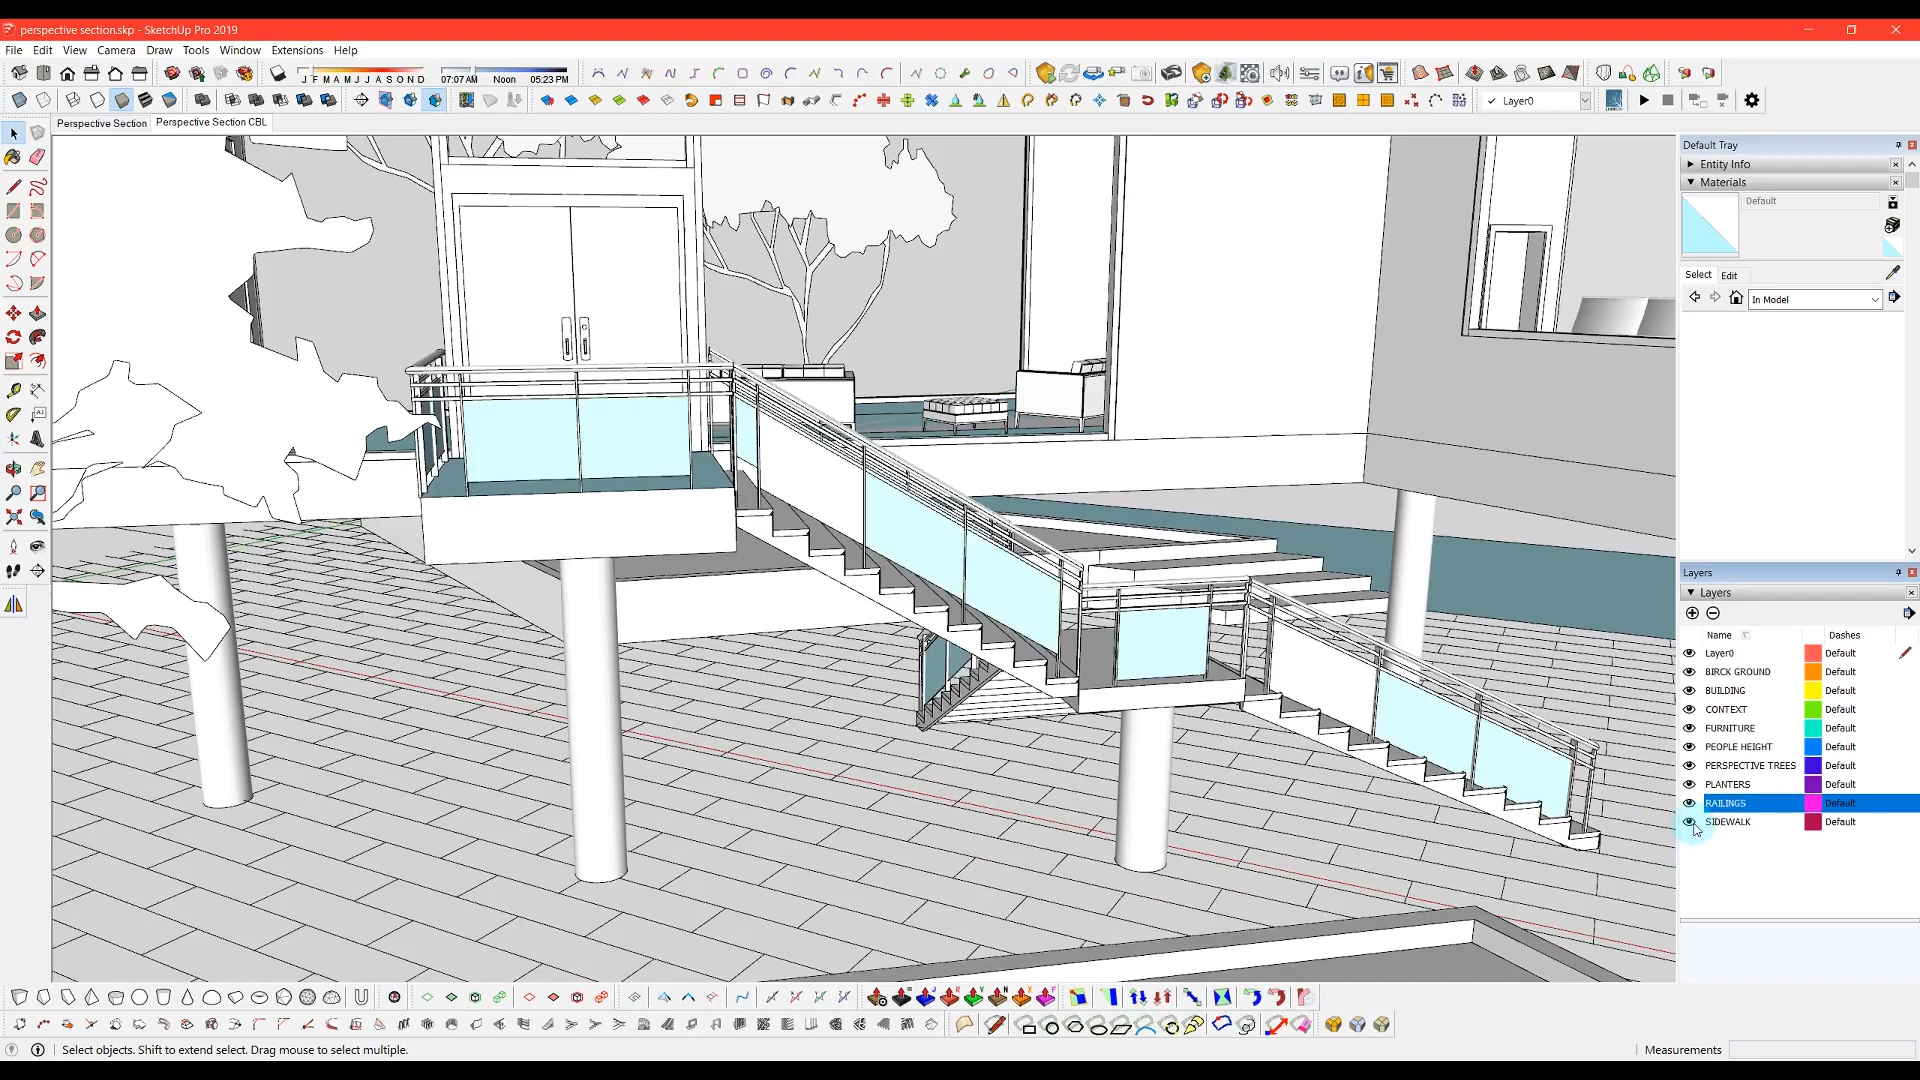 perspective section.skp - SketchUp Pro 2019
File Edit View Camera Draw Tools Window Extensions Help
J F M A M J J A S O N D
07:07 AM Noon 05:23 PM
Layer0
Perspective Section
Perspective Section CBL
Default Tray
Entity Info
Materials
Default
Select Edit
In Model
Layers
Layers
Name Dashes
Layer0 Default
BIRCK GROUND Default
BUILDING Default
CONTEXT Default
FURNITURE Default
PEOPLE HEIGHT Default
PERSPECTIVE TREES Default
PLANTERS Default
RAILINGS Default
SIDEWALK Default
Select objects. Shift to extend select. Drag mouse to select multiple.
Measurements